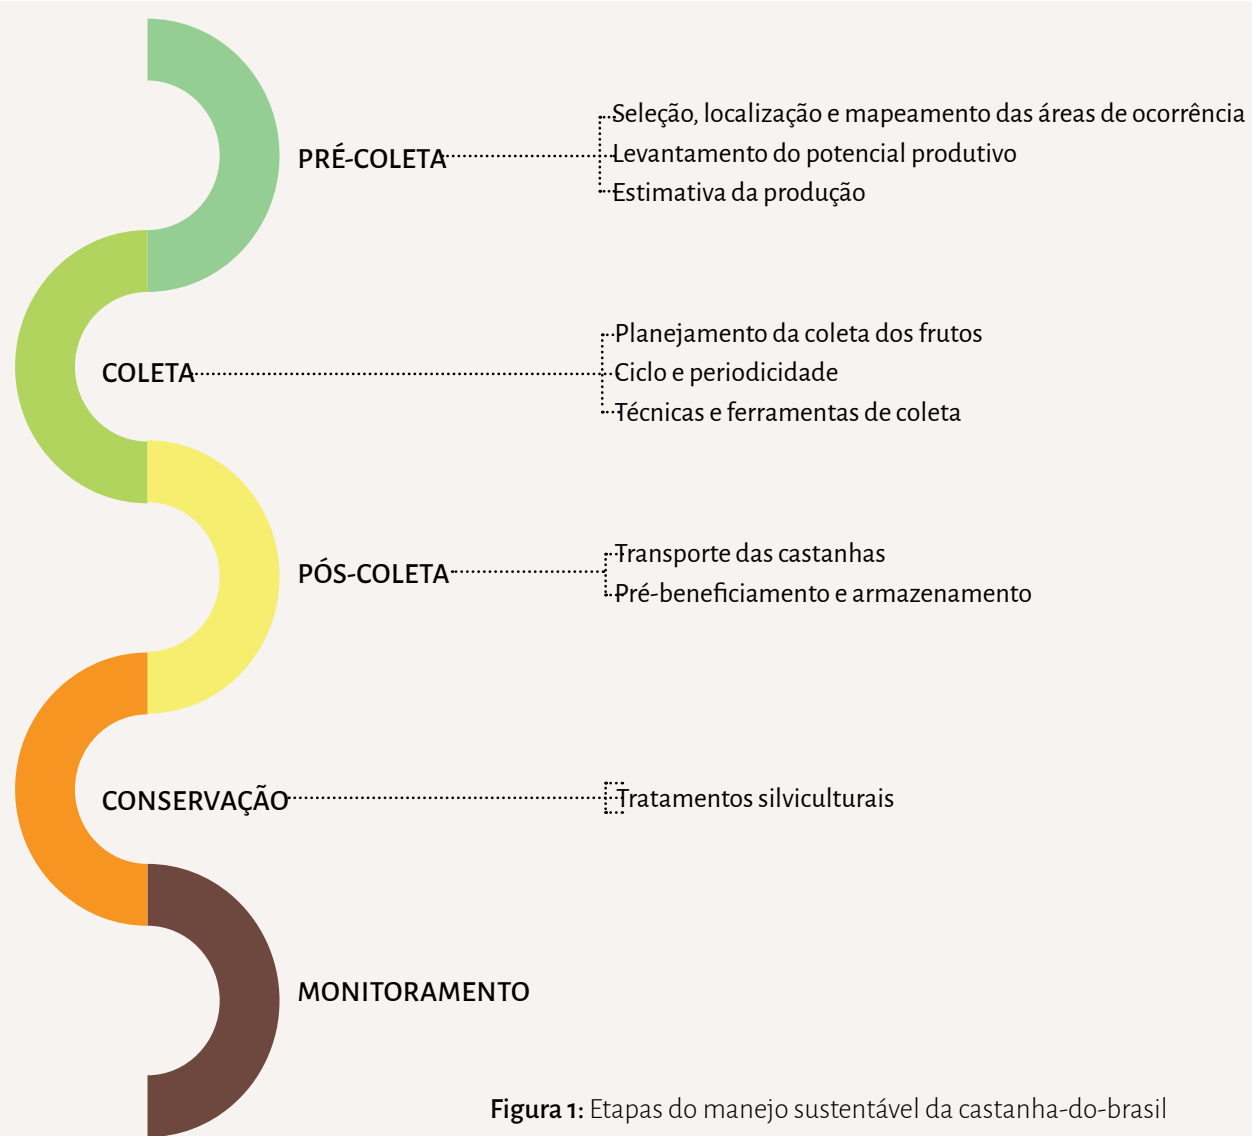 PRÉ-COLETA
Seleção, localização e mapeamento das áreas de ocorrência
Levantamento do potencial produtivo
Estimativa da produção
COLETA
Planejamento da coleta dos frutos
Ciclo e periodicidade
Técnicas e ferramentas de coleta
PÓS-COLETA
Transporte das castanhas
Pré-beneficiamento e armazenamento
CONSERVAÇÃO
Tratamentos silviculturais
MONITORAMENTO
Figura 1: Etapas do manejo sustentável da castanha-do-brasil